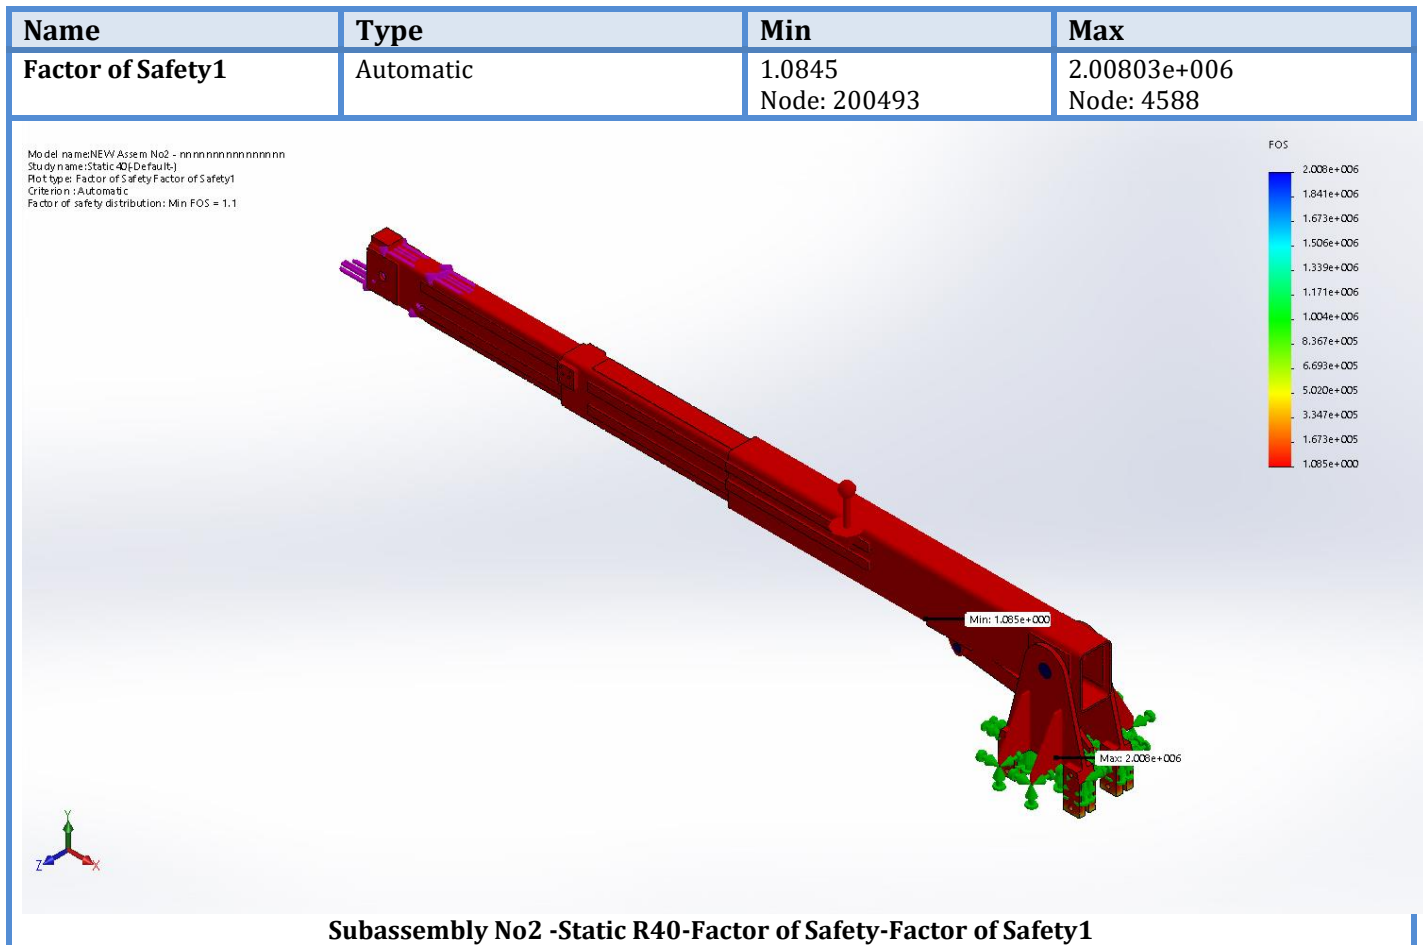 Name Type Min Max
Factor of Safety1 Automatic 1.0845 2.00803e+006
Node: 200493 Node: 4588
Model name:NEW Assem No2 - nnnnnnnnnnnnnnnn
Study name:Static 40(-Default-)
Plot type: Factor of Safety Factor of Safety1
Criterion : Automatic
Factor of safety distribution: Min FOS = 1.1
FOS
2.008e+006
1.841e+006
1.673e+006
1.506e+006
1.339e+006
1.171e+006
1.004e+006
8.367e+005
6.693e+005
5.020e+005
3.347e+005
1.673e+005
1.085e+000
Min: 1.085e+000
Max: 2.008e+006
Y
Z X
Subassembly No2 -Static R40-Factor of Safety-Factor of Safety1